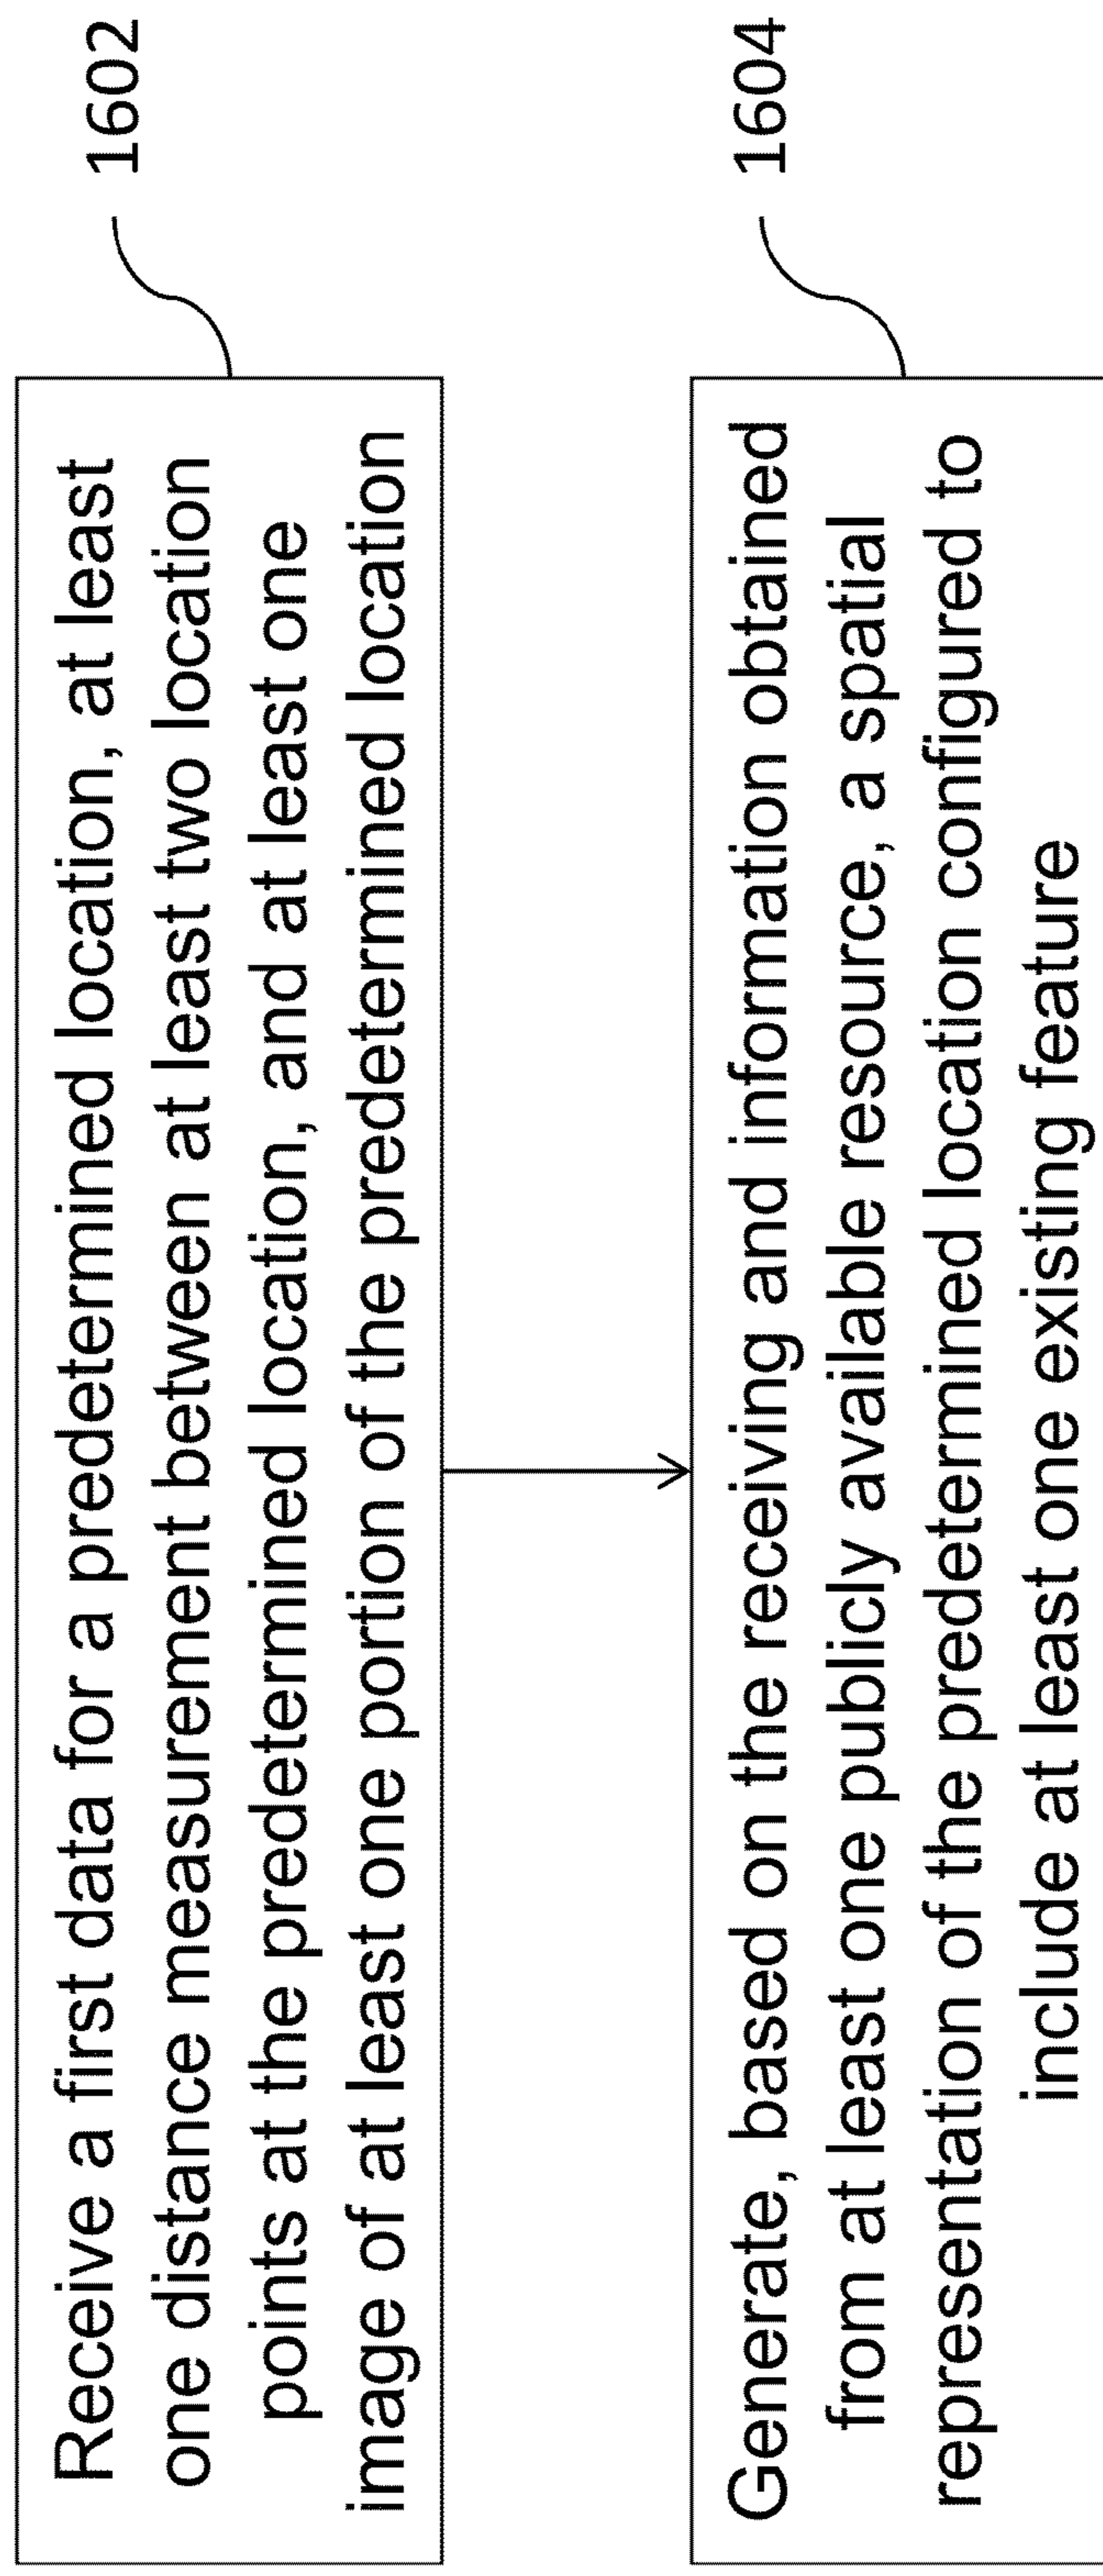 Receive a first data for a predetermined location, at least
one distance measurement between at least two location
points at the predetermined location, and at least one
image of at least one portion of the predetermined location
1602
Generate, based on the receiving and information obtained
from at least one publicly available resource, a spatial
representation of the predetermined location configured to
include at least one existing feature
1604